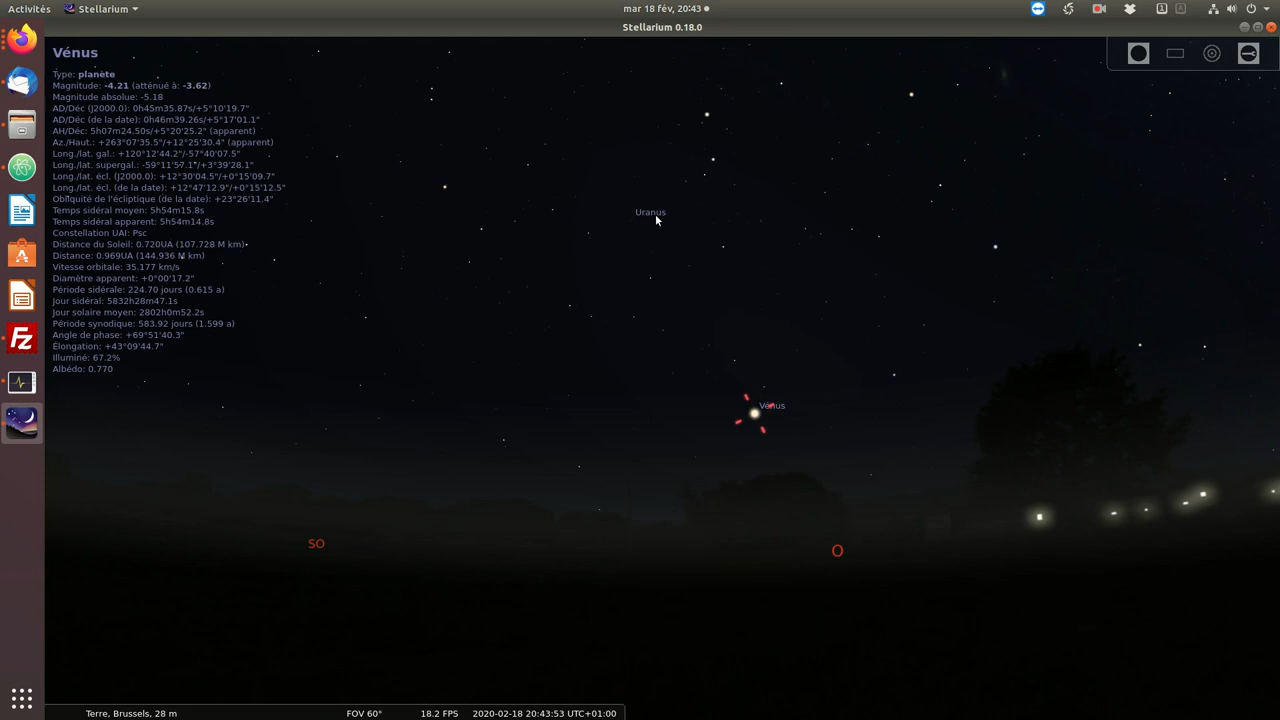 Activités
Stellarium
mar 18 fév, 20:43
1
A
Stellarium 0.18.0
Vénus
Type: planète
Magnitude: -4.21 (atténué à: -3.62)
Magnitude absolue: -5.18
AD/Déc (J2000.0): 0h45m35.87s/+5°10'19.7"
AD/Déc (de la date): 0h46m39.26s/+5°17'01.1"
AH/Déc: 5h07m24.50s/+5°20'25.2" (apparent)
Az./Haut.: +263°07'35.5"/+12°25'30.4" (apparent)
Long./lat. gal.: +120°12'44.2"/-57°40'07.5"
Long./lat. supergal.: -59°11'57.1"/+3°39'28.1"
Long./lat. écl. (J2000.0): +12°30'04.5"/+0°15'09.7"
Long./lat. écl. (de la date): +12°47'12.9"/+0°15'12.5"
Obliquité de l'écliptique (de la date): +23°26'11.4"
Temps sidéral moyen: 5h54m15.8s
Temps sidéral apparent: 5h54m14.8s
Constellation UAI: Psc
Distance du Soleil: 0.720UA (107.728 M km)
Distance: 0.969UA (144.936 M km)
Vitesse orbitale: 35.177 km/s
Diamètre apparent: +0°00'17.2"
Période sidérale: 224.70 jours (0.615 a)
Jour sidéral: 5832h28m47.1s
Jour solaire moyen: 2802h0m52.2s
Période synodique: 583.92 jours (1.599 a)
Angle de phase: +69°51'40.3"
Élongation: +43°09'44.7"
Illuminé: 67.2%
Albédo: 0.770
Uranus
Vénus
SO
O
Fz
Terre, Brussels, 28 m
FOV 60°
18.2 FPS
2020-02-18 20:43:53 UTC+01:00